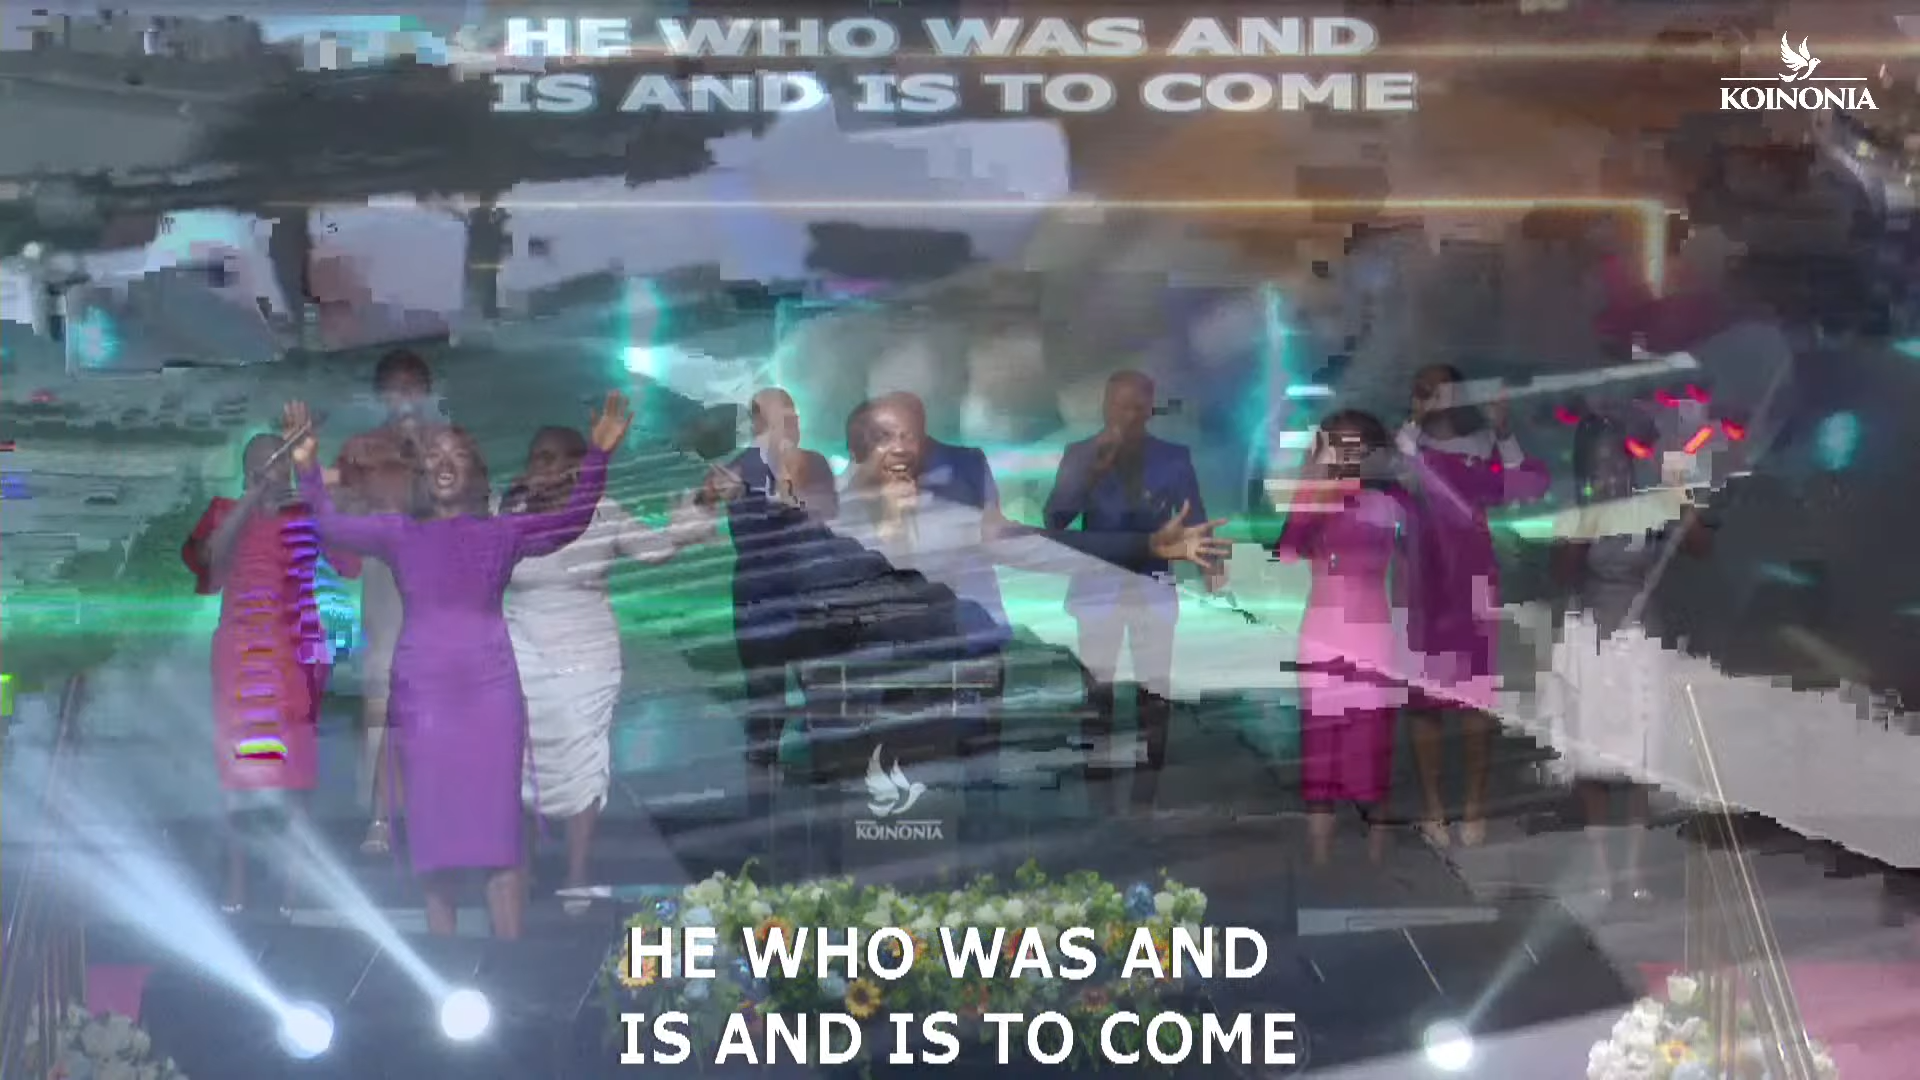 HE WHO WAS AND
IS AND IS TO COME
KOINONIA
KOINONIA
HE WHO WAS AND
IS AND IS TO COME